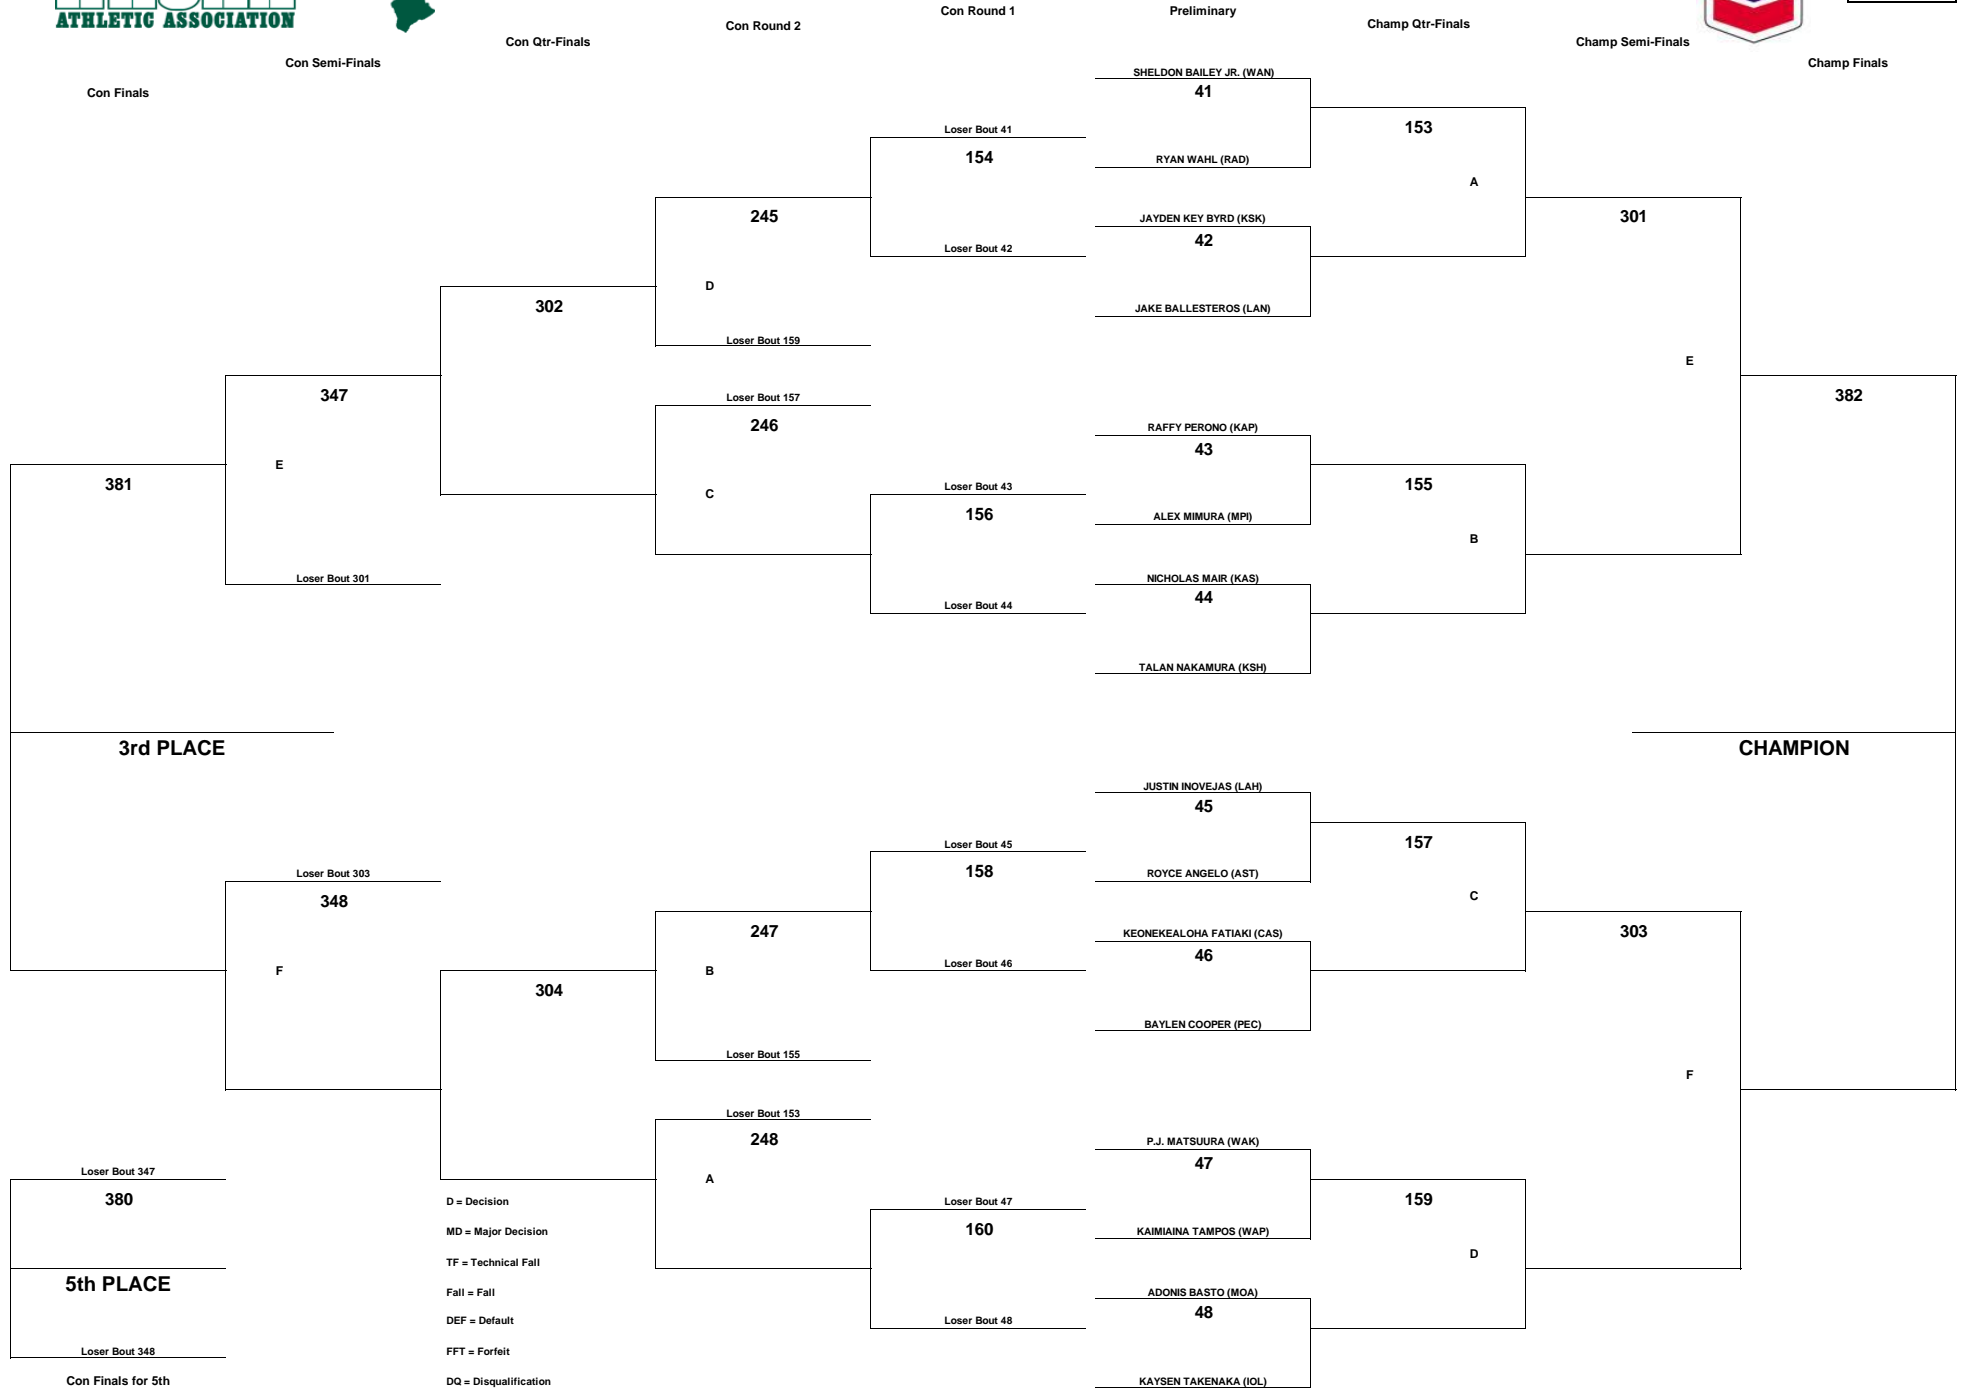 ATHLETIC ASSOCIATION
Con Finals
Con Semi-Finals
Con Qtr-Finals
Con Round 2
Con Round 1
Preliminary
Champ Qtr-Finals
Champ Semi-Finals
Champ Finals
SHELDON BAILEY JR. (WAN)
41
RYAN WAHL (RAD)
JAYDEN KEY BYRD (KSK)
42
JAKE BALLESTEROS (LAN)
RAFFY PERONO (KAP)
43
ALEX MIMURA (MPI)
NICHOLAS MAIR (KAS)
44
TALAN NAKAMURA (KSH)
JUSTIN INOVEJAS (LAH)
45
ROYCE ANGELO (AST)
KEONEKEALOHA FATIAKI (CAS)
46
BAYLEN COOPER (PEC)
P.J. MATSUURA (WAK)
47
KAIMIAINA TAMPOS (WAP)
ADONIS BASTO (MOA)
48
KAYSEN TAKENAKA (IOL)
153
A
155
B
157
C
159
D
301
E
303
F
382
CHAMPION
Loser Bout 41
154
Loser Bout 42
Loser Bout 43
156
Loser Bout 44
Loser Bout 45
158
Loser Bout 46
Loser Bout 47
160
Loser Bout 48
245
D
Loser Bout 159
Loser Bout 157
246
C
247
B
Loser Bout 155
Loser Bout 153
248
A
302
304
347
E
Loser Bout 301
Loser Bout 303
348
F
381
3rd PLACE
Loser Bout 347
380
5th PLACE
Loser Bout 348
Con Finals for 5th
D = Decision
MD = Major Decision
TF = Technical Fall
Fall = Fall
DEF = Default
FFT = Forfeit
DQ = Disqualification